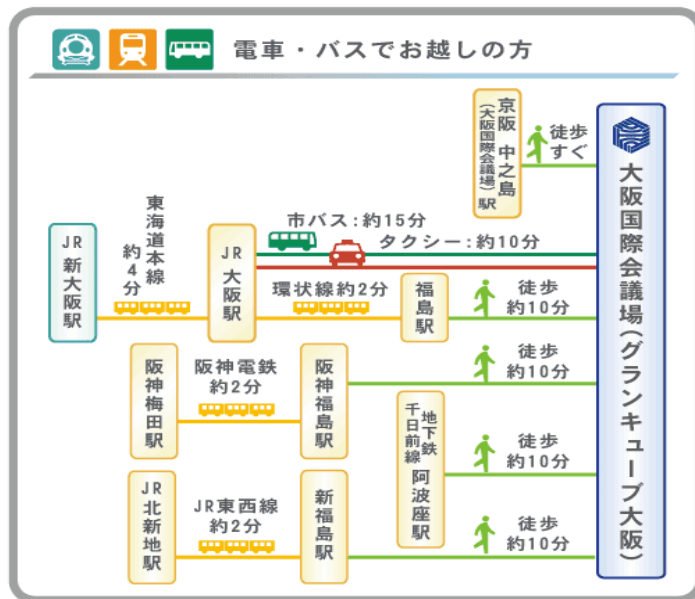 電車・バスでお越しの方
京阪 中之島
(大阪国際会議場)駅
徒歩
すぐ
大阪国際会議場(グランキューブ大阪)
東海道本線
約4分
市バス:約15分
タクシー:約10分
JR 新大阪駅
JR 大阪駅
環状線約2分
福島駅
徒歩
約10分
阪神梅田駅
阪神電鉄
約2分
阪神福島駅
徒歩
約10分
地下鉄
千日前線
阿波座駅
徒歩
約10分
JR 北新地駅
JR東西線
約2分
新福島駅
徒歩
約10分